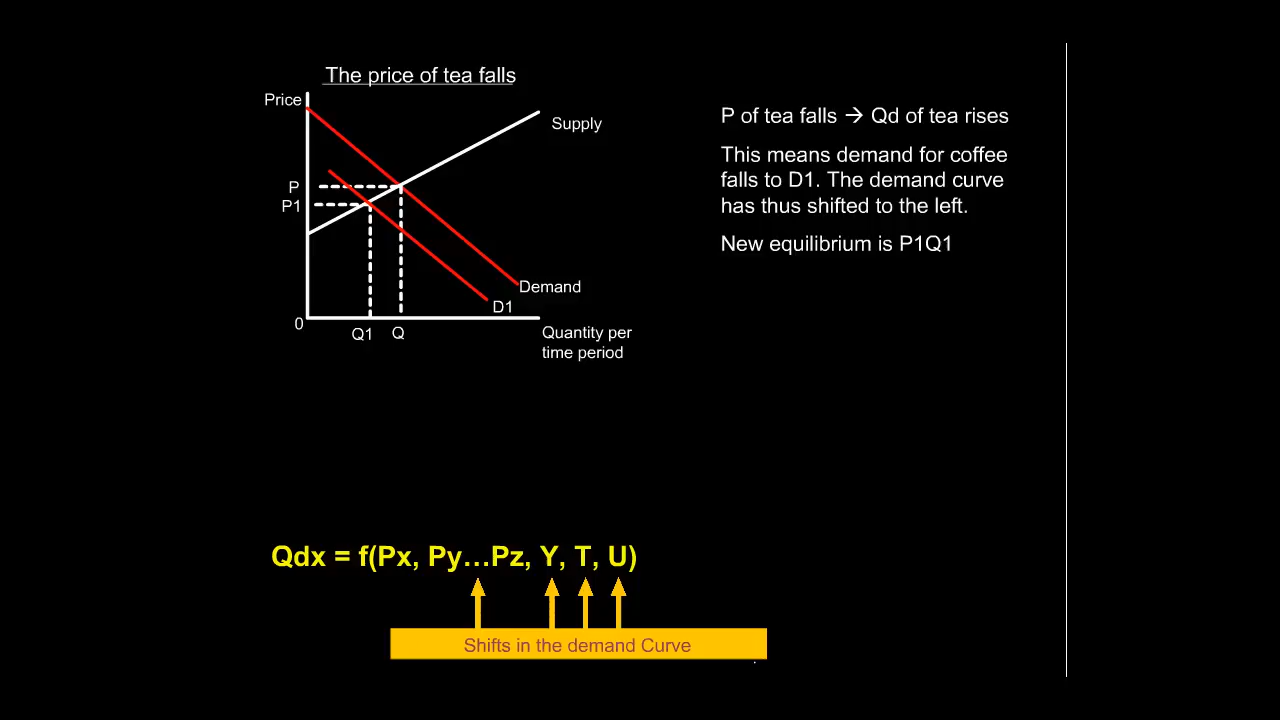 The price of tea falls
Price
Supply
P
P1
Demand
D1
0
Q1
Q
Quantity per
time period
P of tea falls → Qd of tea rises
This means demand for coffee
falls to D1. The demand curve
has thus shifted to the left.
New equilibrium is P1Q1
Qdx = f(Px, Py…Pz, Y, T, U)
Shifts in the demand Curve